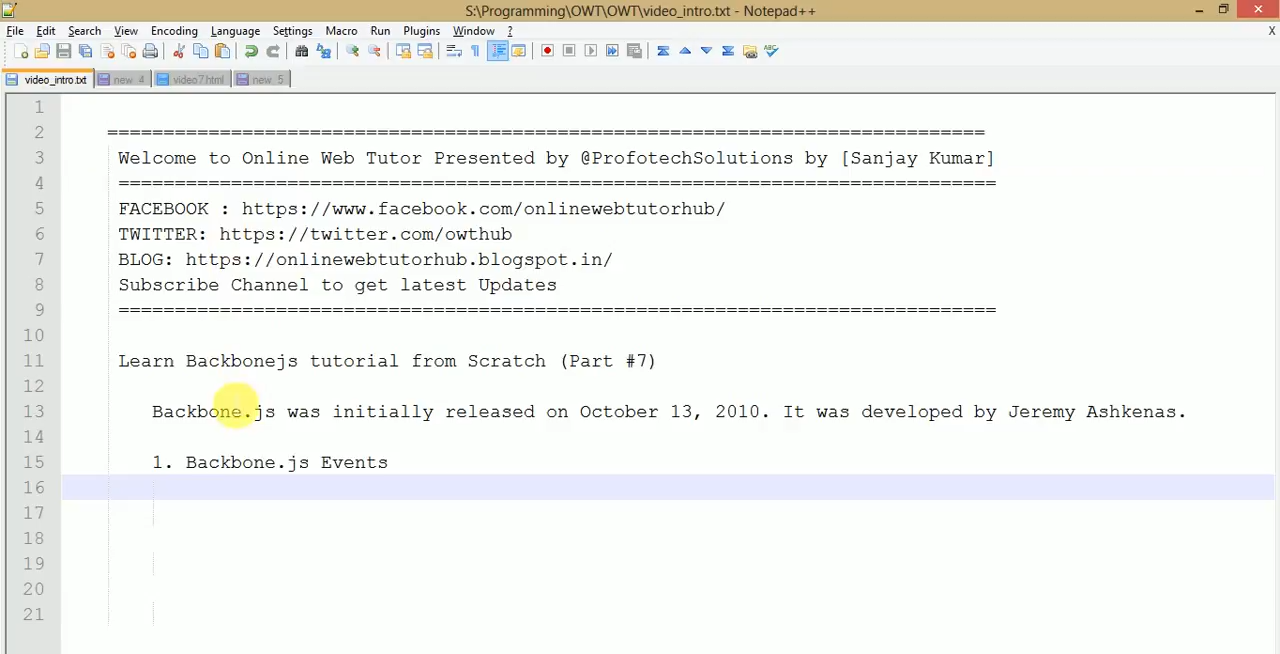 S:\Programming\OWT\OWT\video_intro.txt - Notepad++
File Edit Search View Encoding Language Settings Macro Run Plugins Window ? X
video_intro.txt new 4 video7.html new 5
1
2 ==============================================================================
3 Welcome to Online Web Tutor Presented by @ProfotechSolutions by [Sanjay Kumar]
4 ==============================================================================
5 FACEBOOK : https://www.facebook.com/onlinewebtutorhub/
6 TWITTER: https://twitter.com/owthub
7 BLOG: https://onlinewebtutorhub.blogspot.in/
8 Subscribe Channel to get latest Updates
9 ==============================================================================
10
11 Learn Backbonejs tutorial from Scratch (Part #7)
12
13 Backbone.js was initially released on October 13, 2010. It was developed by Jeremy Ashkenas.
14
15 1. Backbone.js Events
16
17
18
19
20
21